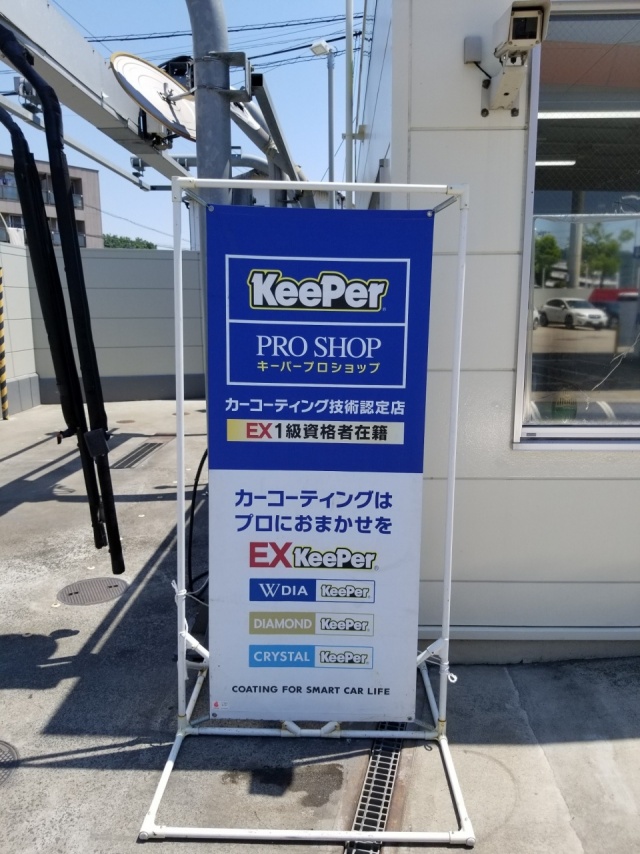 KeePer
PRO SHOP
キーパープロショップ
カーコーティング技術認定店
EX1級資格者在籍
カーコーティングは
プロにおまかせを
EX KeePer
W DIA KeePer
DIAMOND KeePer
CRYSTAL KeePer
COATING FOR SMART CAR LIFE